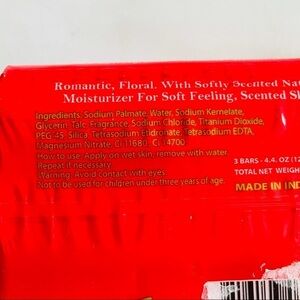 Romantic, Floral, With Softly Scented Nat
Moisturizer For Soft Feeling, Scented Sk
Ingredients: Sodium Palmate, Water, Sodium Kernelate,
Glycerin, Talc, Fragrance, Sodium Chloride, Titanium Dioxide,
PEG-45, Silica, Tetrasodium Etidronate, Tetrasodium EDTA,
Magnesium Nitrate, CI 11680, CI 14700
How to use: Apply on wet skin, remove with water.
Repeat if necessary.
Warning: Avoid contact with eyes.
Not to be used for children under three years of age.
3 BARS - 4.4. OZ (12
TOTAL NET WEIGH
MADE IN IND